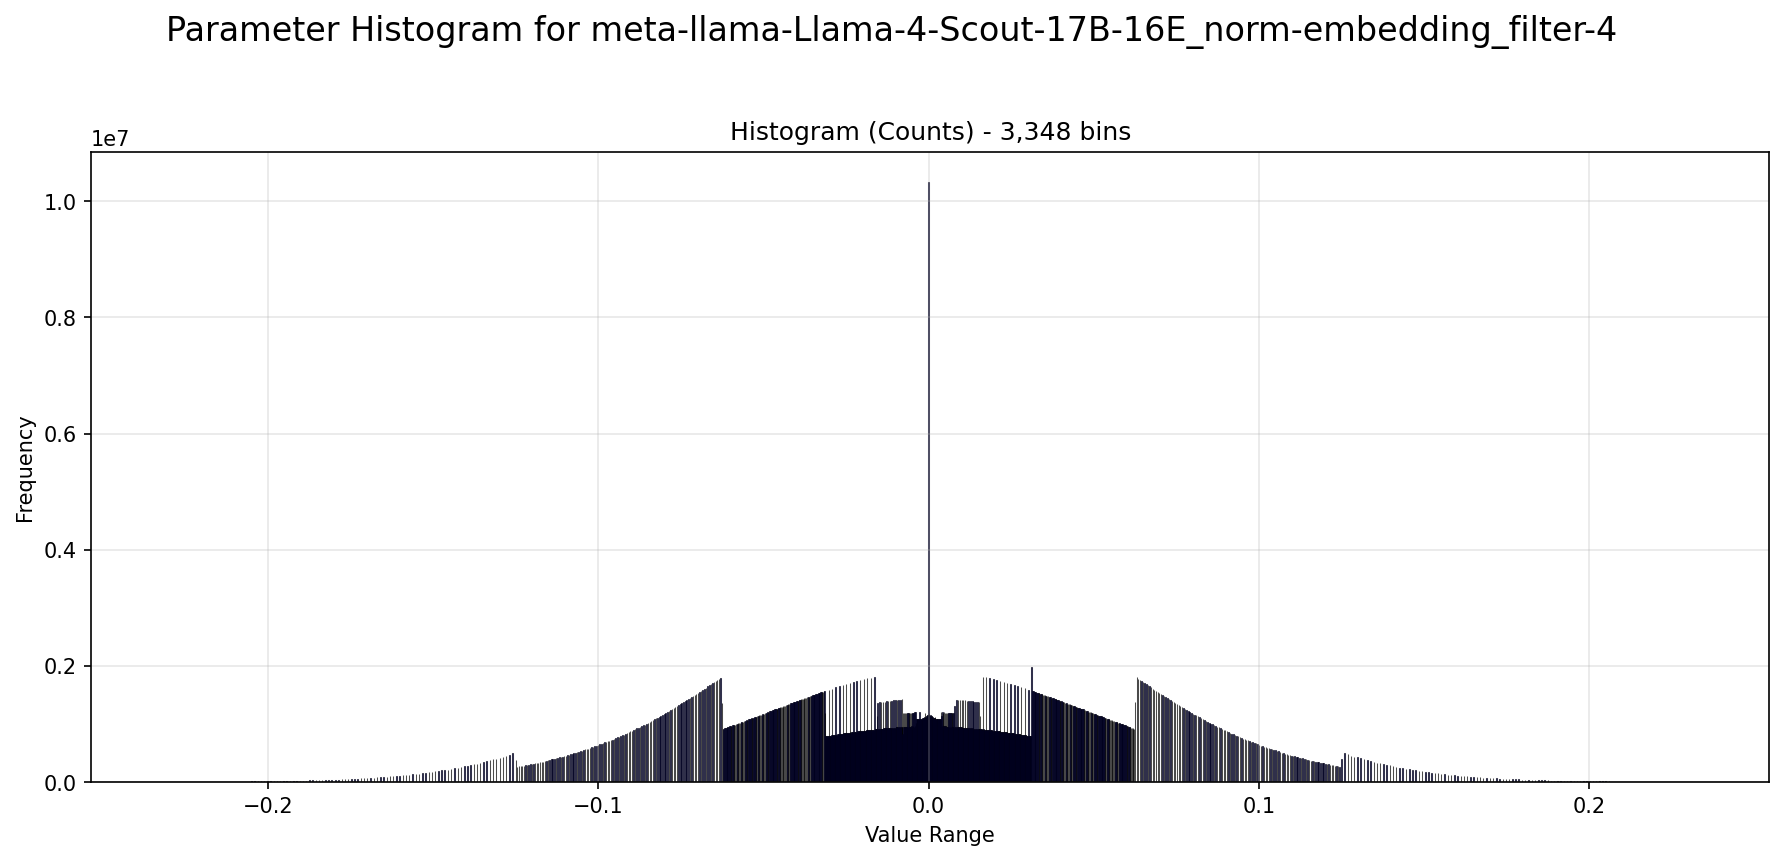 Parameter Histogram for meta-llama-Llama-4-Scout-17B-16E_norm-embedding_filter-4
Histogram (Counts) - 3,348 bins
1e7
1.0
0.8
0.6
0.4
0.2
0.0
Frequency
−0.2
−0.1
0.0
0.1
0.2
Value Range